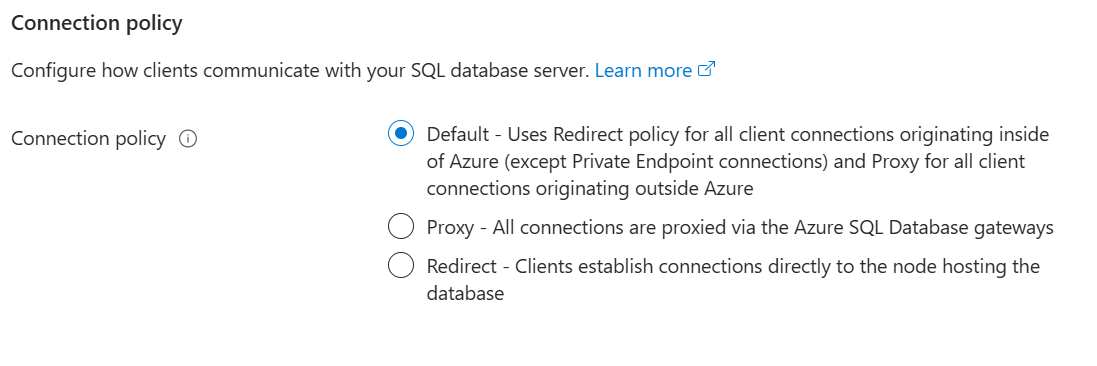 Connection policy
Configure how clients communicate with your SQL database server. Learn more
Connection policy
Default - Uses Redirect policy for all client connections originating inside
of Azure (except Private Endpoint connections) and Proxy for all client
connections originating outside Azure
Proxy - All connections are proxied via the Azure SQL Database gateways
Redirect - Clients establish connections directly to the node hosting the
database